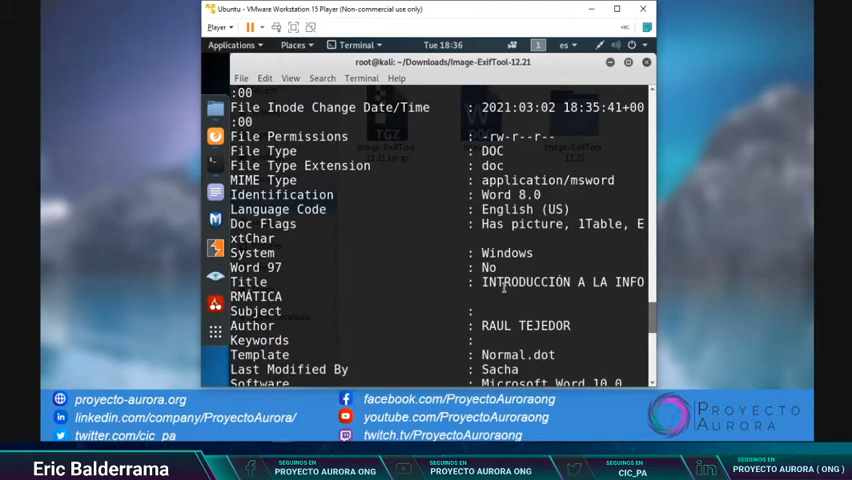 Ubuntu - VMware Workstation 15 Player (Non-commercial use only)
Player
Applications Places Terminal Tue 18:36 1 es
root@kali: ~/Downloads/Image-ExifTool-12.21
File Edit View Search Terminal Help
:00
File Inode Change Date/Time : 2021:03:02 18:35:41+00
:00
File Permissions : -rw-r--r--
File Type : DOC
File Type Extension : doc
MIME Type : application/msword
Identification : Word 8.0
Language Code : English (US)
Doc Flags : Has picture, 1Table, E
xtChar
System : Windows
Word 97 : No
Title : INTRODUCCIÓN A LA INFO
RMÁTICA
Subject :
Author : RAUL TEJEDOR
Keywords :
Template : Normal.dot
Last Modified By : Sacha
Software : Microsoft Word 10.0
proyecto-aurora.org
facebook.com/ProyectoAuroraong
linkedin.com/company/ProyectoAurora/
youtube.com/ProyectoAuroraong
twitter.com/cic_pa
twitch.tv/ProyectoAuroraong
PROYECTO
AURORA
Eric Balderrama
SEGUINOS EN
PROYECTO AURORA ONG
SEGUINOS EN
PROYECTO AURORA ONG
SEGUINOS EN
CIC_PA
SEGUINOS EN
PROYECTO AURORA ( ONG )